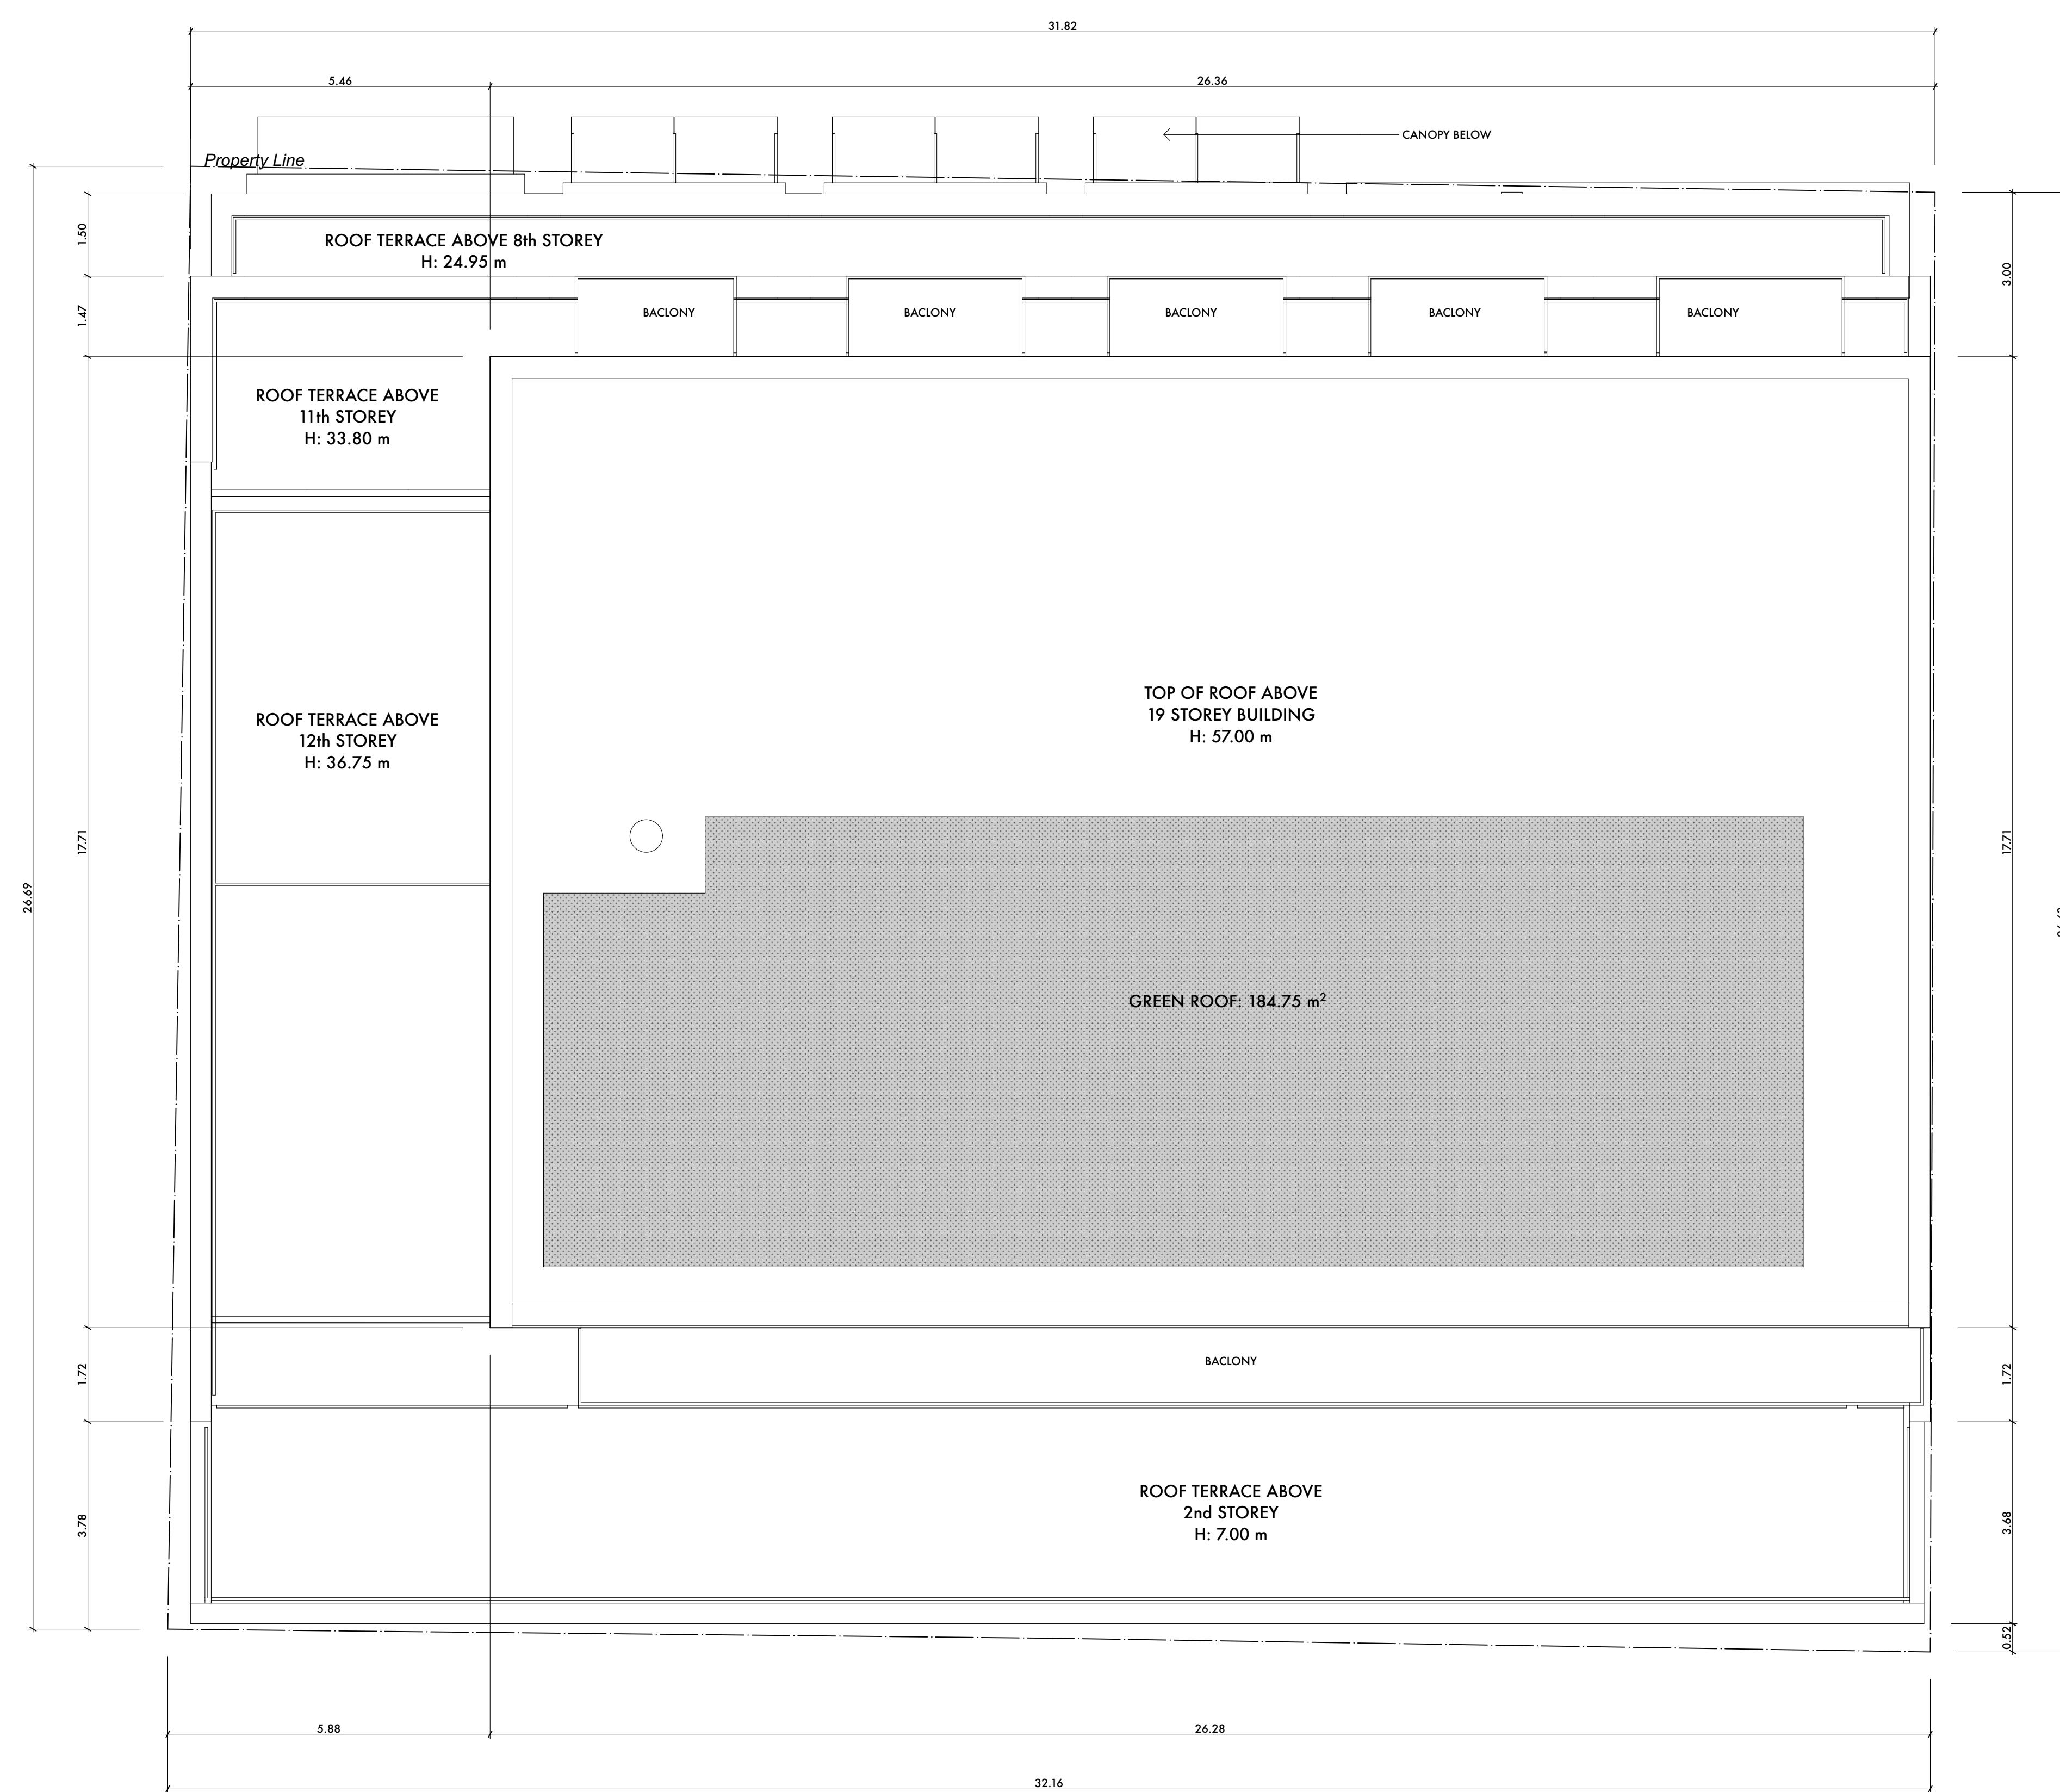 31.82
5.46
26.36
CANOPY BELOW
Property Line
1.50
ROOF TERRACE ABOVE 8th STOREY
H: 24.95 m
3.00
1.47
BACLONY
BACLONY
BACLONY
BACLONY
BACLONY
ROOF TERRACE ABOVE
11th STOREY
H: 33.80 m
TOP OF ROOF ABOVE
19 STOREY BUILDING
H: 57.00 m
ROOF TERRACE ABOVE
12th STOREY
H: 36.75 m
17.71
17.71
26.69
GREEN ROOF: 184.75 m²
BACLONY
1.72
1.72
ROOF TERRACE ABOVE
2nd STOREY
H: 7.00 m
3.78
3.68
0.52
5.88
26.28
32.16